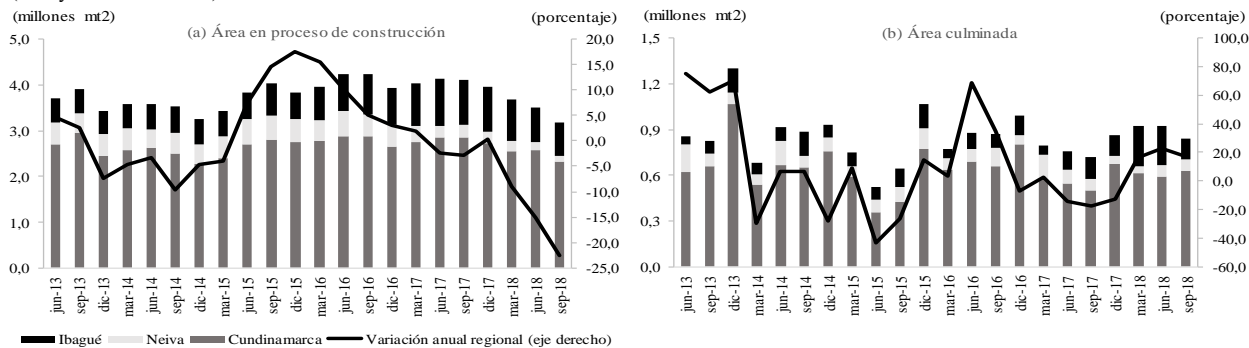 (millones mt2)
(porcentaje)
(a) Área en proceso de construcción
5,0
4,0
3,0
2,0
1,0
0,0
20,0
15,0
10,0
5,0
0,0
-5,0
-10,0
-15,0
-20,0
-25,0
jun-13
sep-13
dic-13
mar-14
jun-14
sep-14
dic-14
mar-15
jun-15
sep-15
dic-15
mar-16
jun-16
sep-16
dic-16
mar-17
jun-17
sep-17
dic-17
mar-18
jun-18
sep-18
(millones mt2)
(porcentaje)
(b) Área culminada
1,5
1,2
0,9
0,6
0,3
0,0
100,0
80,0
60,0
40,0
20,0
0,0
-20,0
-40,0
-60,0
jun-13
sep-13
dic-13
mar-14
jun-14
sep-14
dic-14
mar-15
jun-15
sep-15
dic-15
mar-16
jun-16
sep-16
dic-16
mar-17
jun-17
sep-17
dic-17
mar-18
jun-18
sep-18
Ibagué Neiva Cundinamarca Variación anual regional (eje derecho)